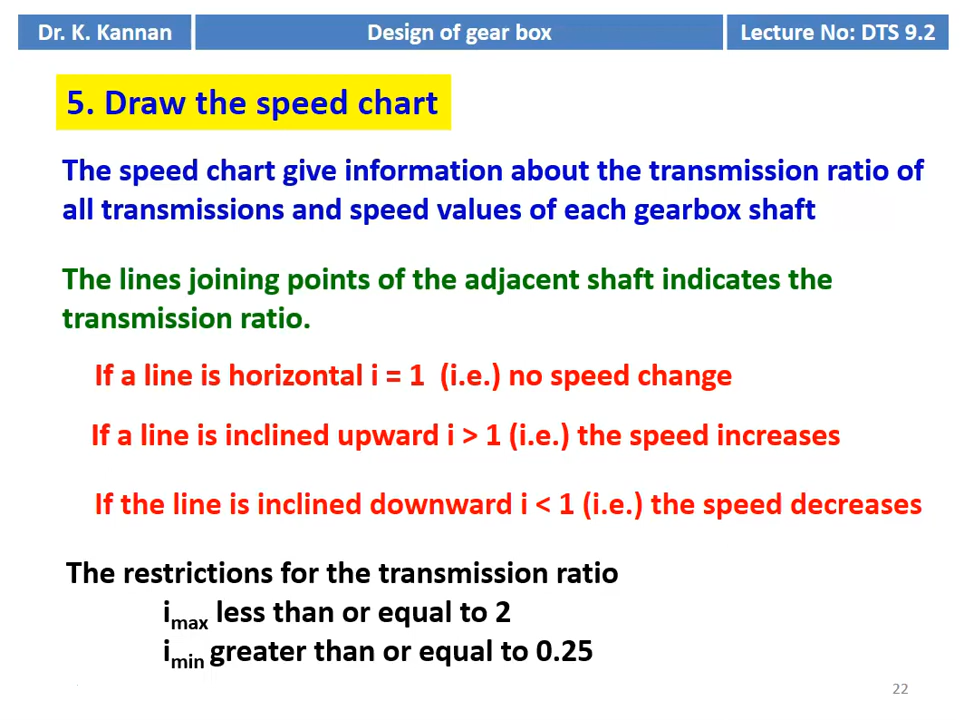 Dr. K. Kannan
Design of gear box
Lecture No: DTS 9.2
5. Draw the speed chart
The speed chart give information about the transmission ratio of
all transmissions and speed values of each gearbox shaft
The lines joining points of the adjacent shaft indicates the
transmission ratio.
If a line is horizontal i = 1 (i.e.) no speed change
If a line is inclined upward i > 1 (i.e.) the speed increases
If the line is inclined downward i < 1 (i.e.) the speed decreases
The restrictions for the transmission ratio
imax less than or equal to 2
imin greater than or equal to 0.25
22